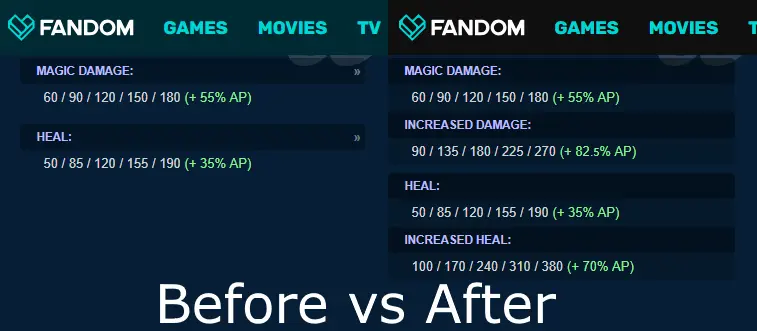 FANDOM GAMES MOVIES TV
MAGIC DAMAGE: »
60 / 90 / 120 / 150 / 180 (+ 55% AP)
HEAL: »
50 / 85 / 120 / 155 / 190 (+ 35% AP)
FANDOM GAMES MOVIES T
MAGIC DAMAGE:
60 / 90 / 120 / 150 / 180 (+ 55% AP)
INCREASED DAMAGE:
90 / 135 / 180 / 225 / 270 (+ 82.5% AP)
HEAL:
50 / 85 / 120 / 155 / 190 (+ 35% AP)
INCREASED HEAL:
100 / 170 / 240 / 310 / 380 (+ 70% AP)
Before vs After